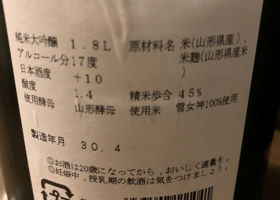 純米大吟醸 1.8L
アルコール分17度
日本酒度
+10
酸度
1.4
使用酵母 山形酵母
原材料名 米(山形県産)、
米麹(山形県産米
)
精米歩合 45%
使用米 雪女神100%使用
製造年月 30.4
◎お酒は20歳になってから、おいしく適量を。
◎妊娠中、授乳期の飲酒は気をつけましょう。